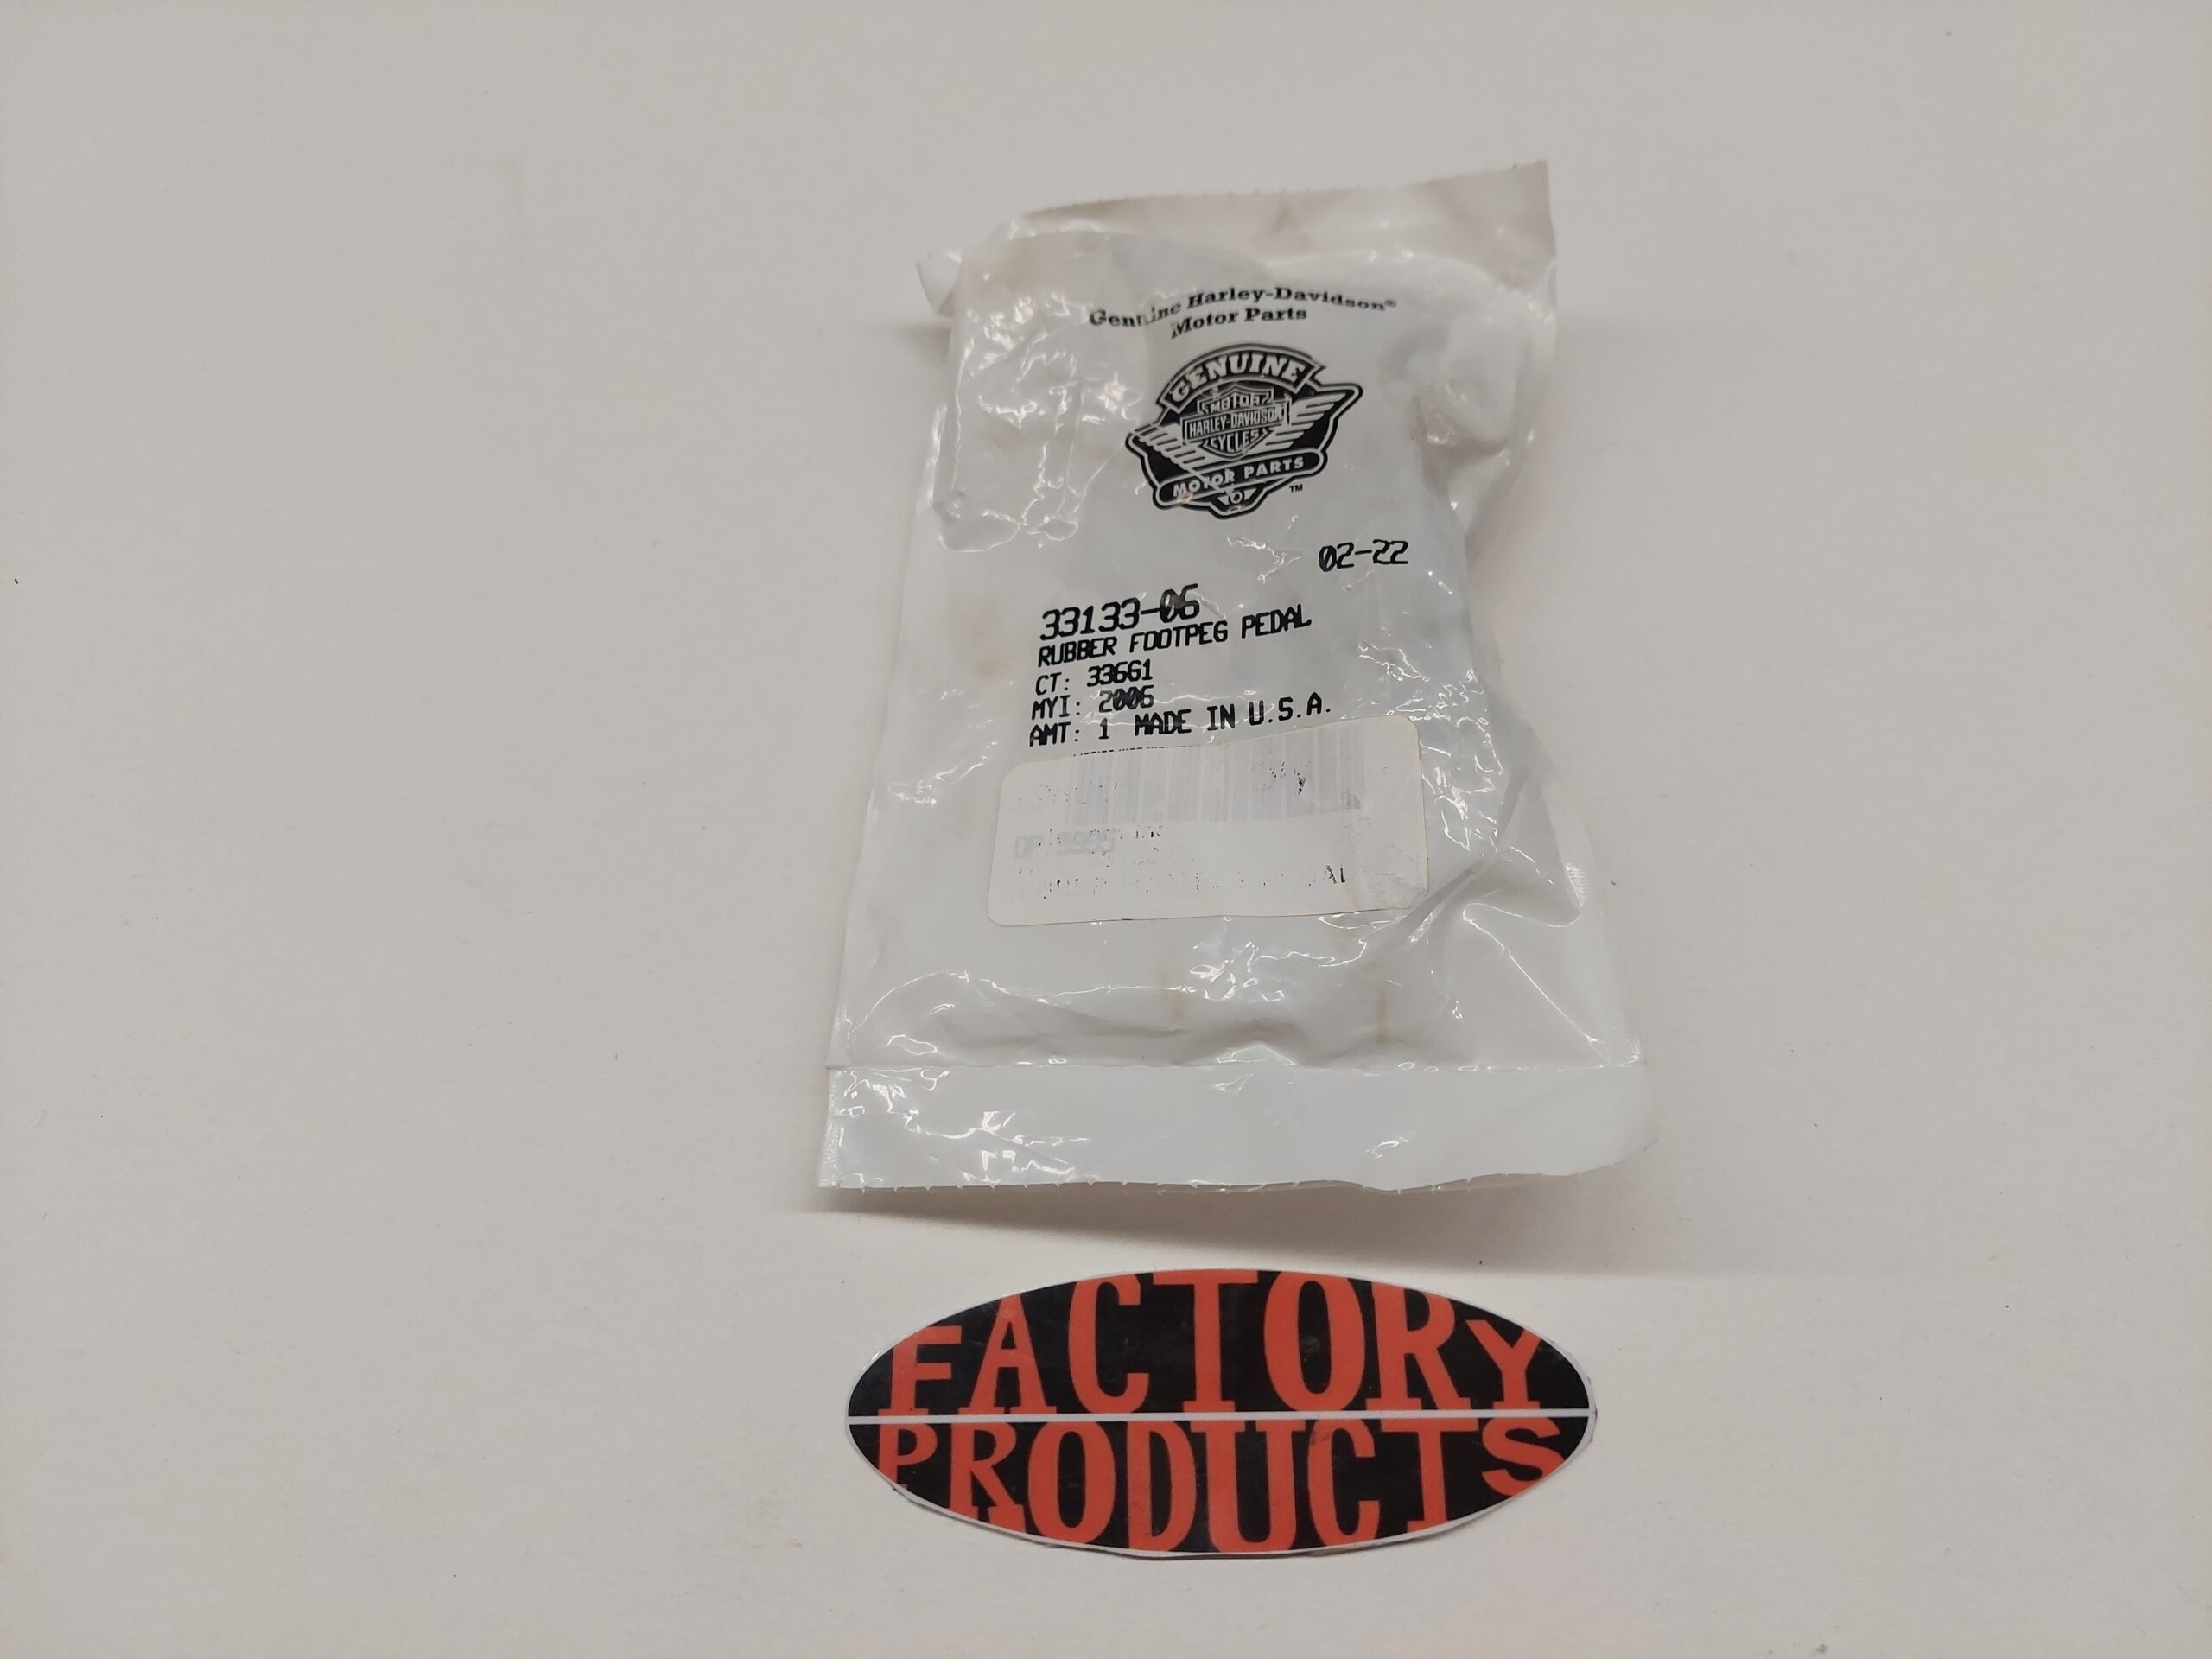 Genuine Harley-Davidson®
Motor Parts
GENUINE
MOTOR
HARLEY-DAVIDSON
CYCLES
MOTOR PARTS
TM
02-22
33133-06
RUBBER FOOTPEG PEDAL
CT: 33661
MYI: 2006
AMT: 1 MADE IN U.S.A.
FACTORY
PRODUCTS